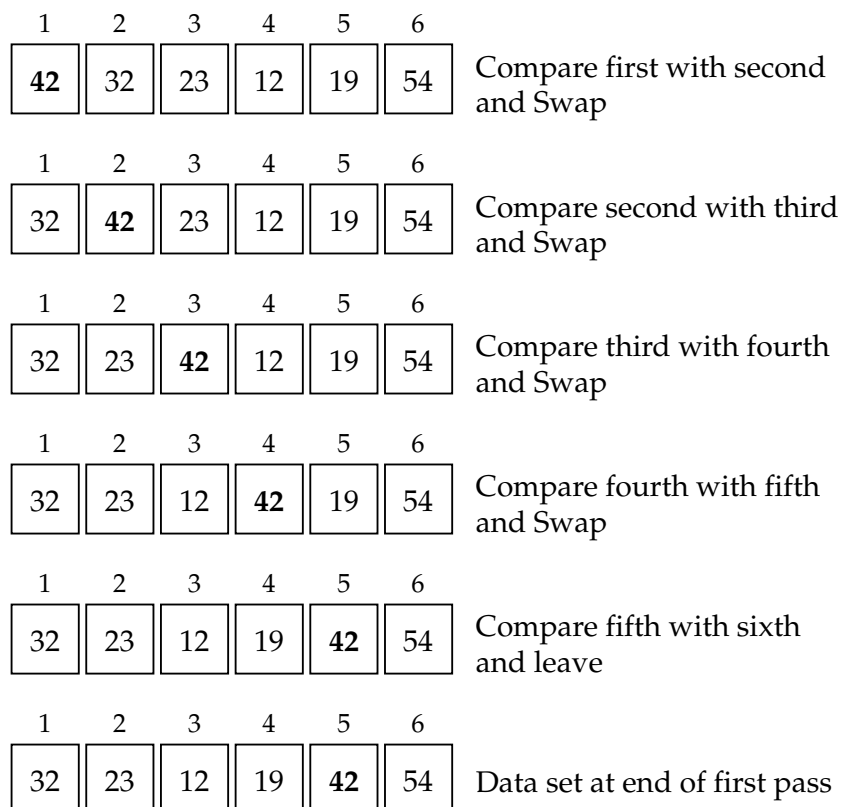 1 2 3 4 5 6
42 32 23 12 19 54
Compare first with second
and Swap
1 2 3 4 5 6
32 42 23 12 19 54
Compare second with third
and Swap
1 2 3 4 5 6
32 23 42 12 19 54
Compare third with fourth
and Swap
1 2 3 4 5 6
32 23 12 42 19 54
Compare fourth with fifth
and Swap
1 2 3 4 5 6
32 23 12 19 42 54
Compare fifth with sixth
and leave
1 2 3 4 5 6
32 23 12 19 42 54
Data set at end of first pass